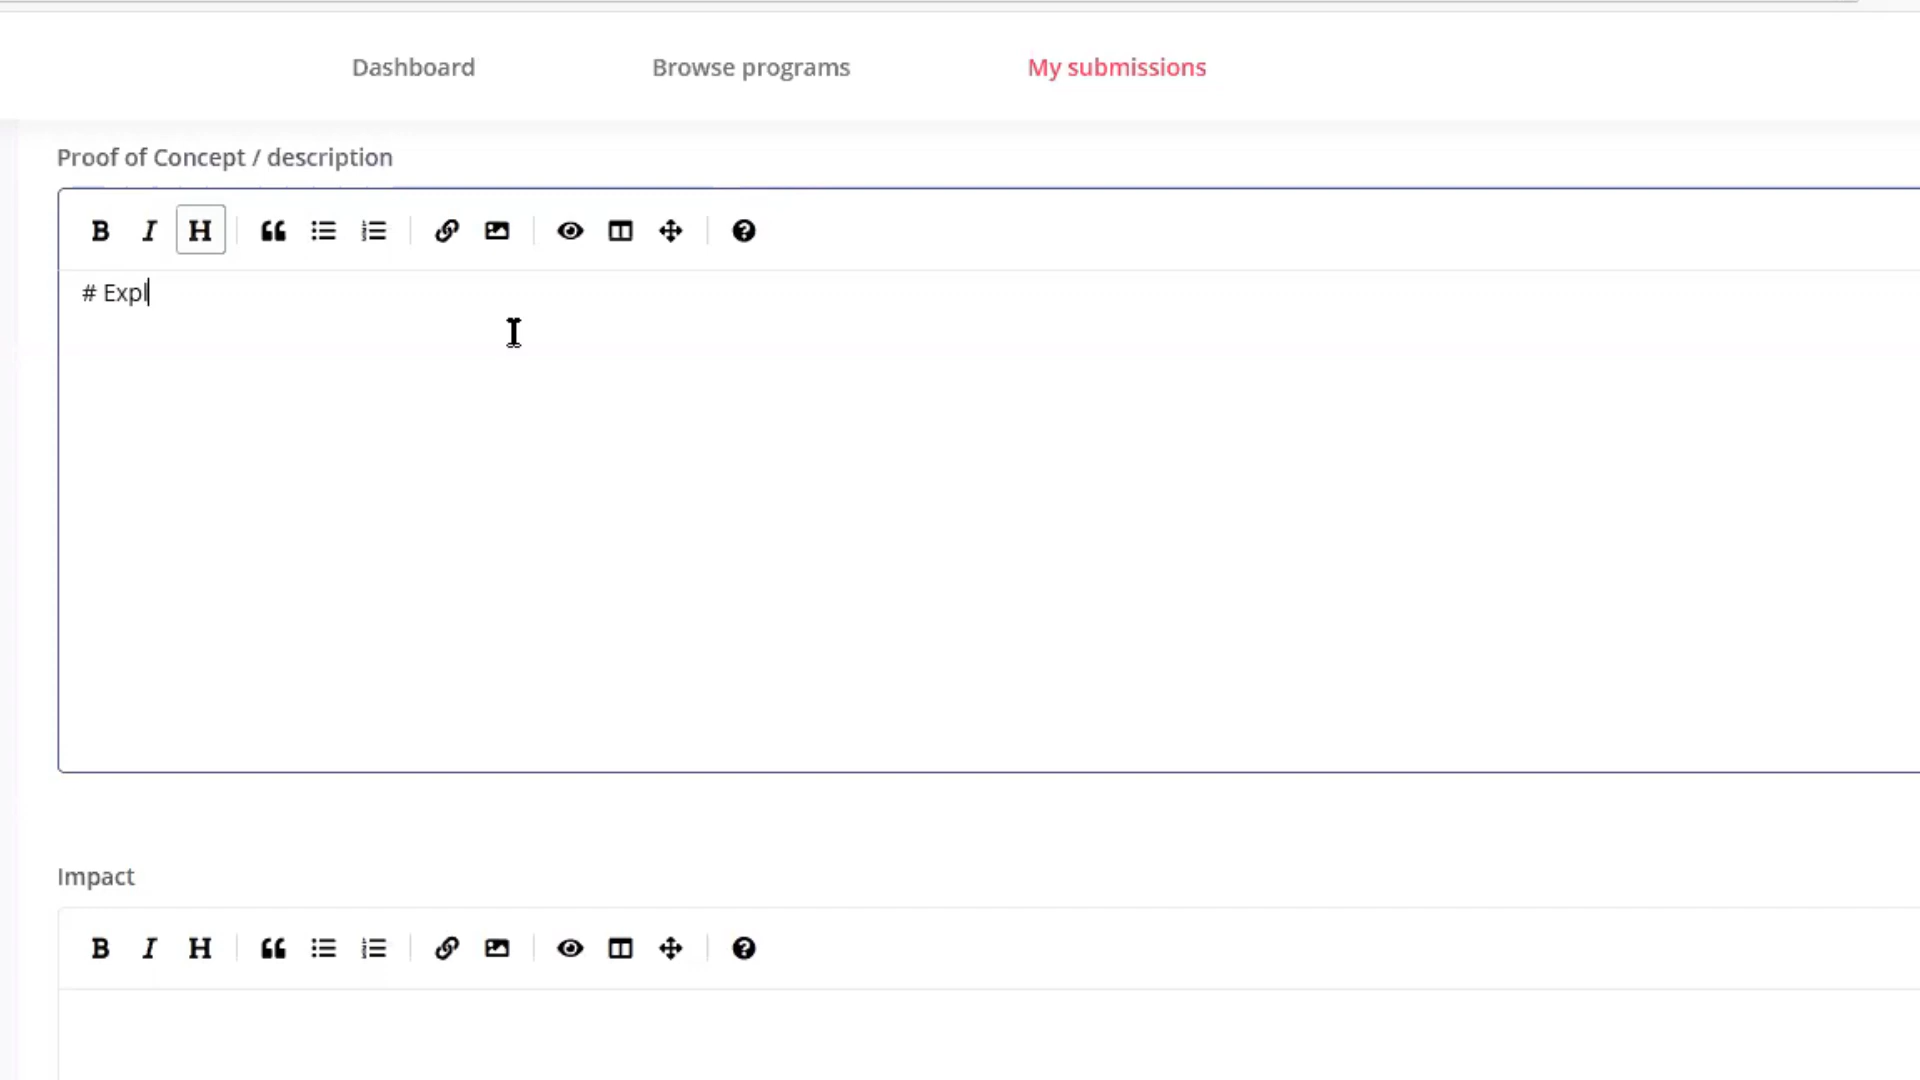 Dashboard Browse programs My submissions
Proof of Concept / description
B I H
# Expl
Impact
B I H